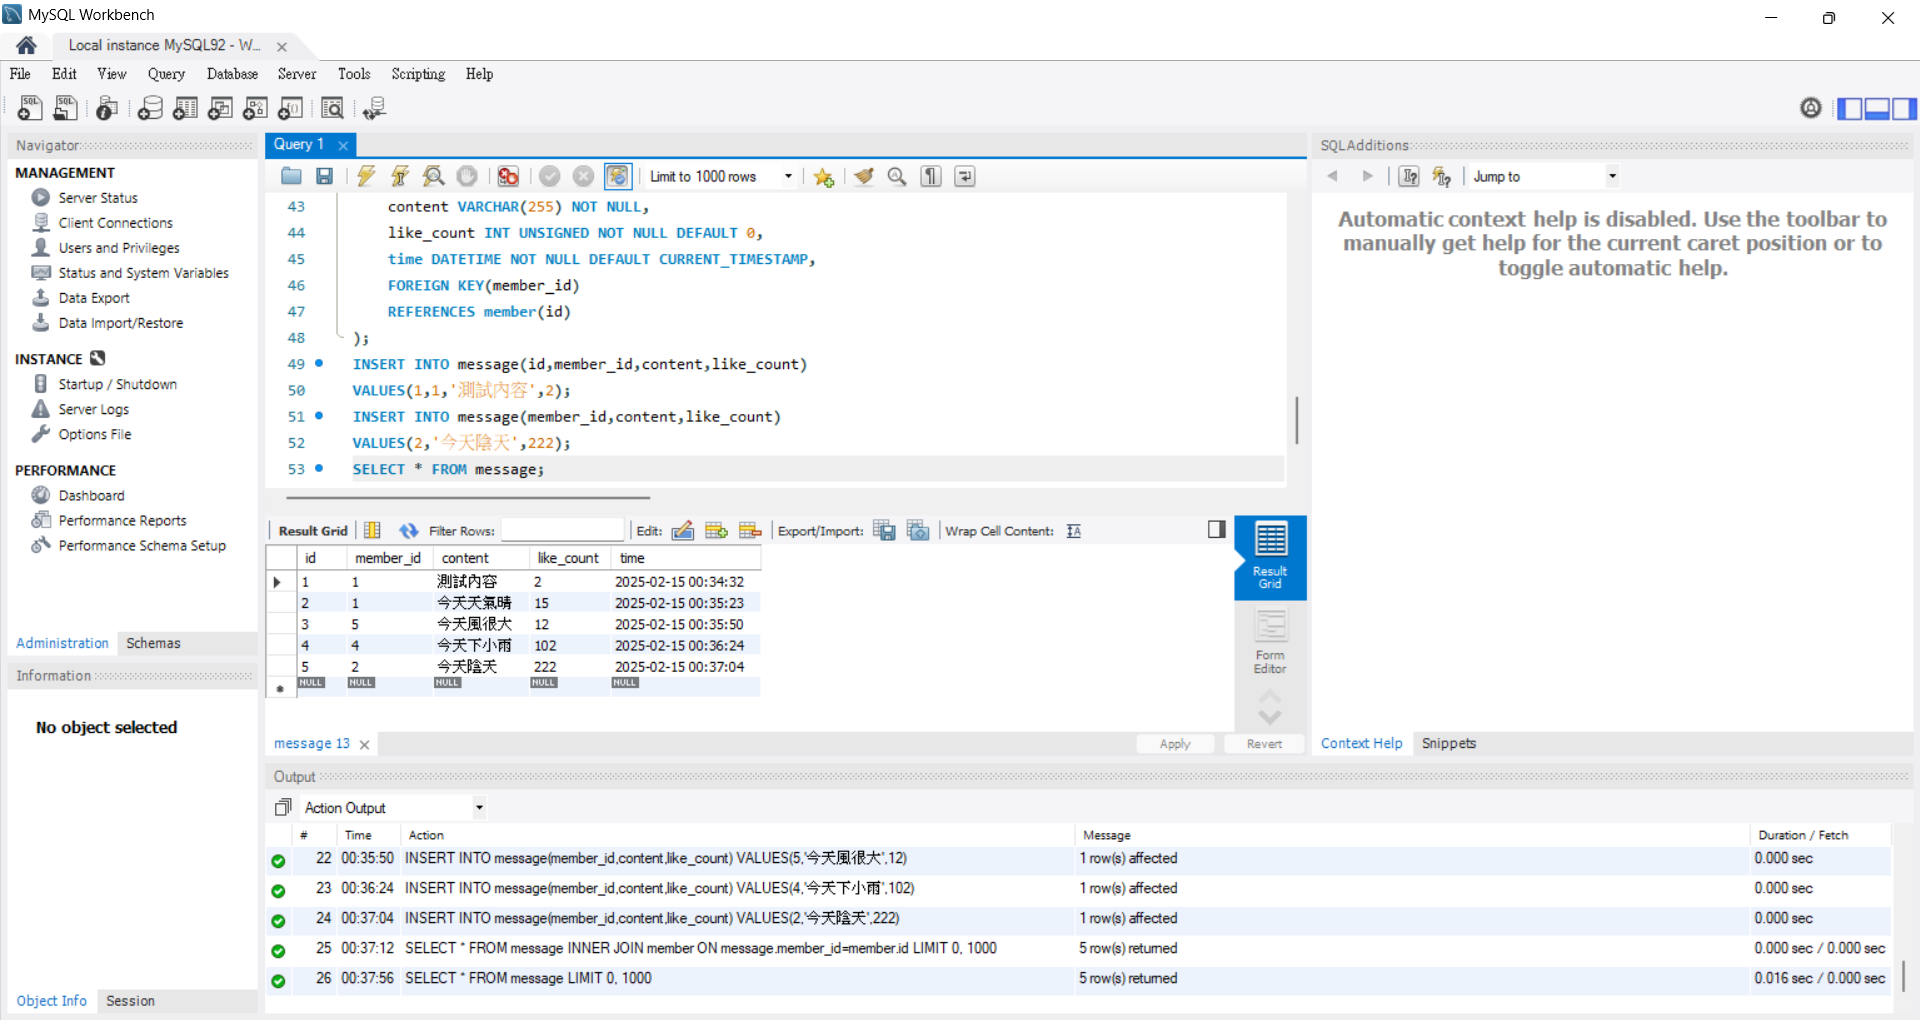 MySQL Workbench
Local instance MySQL92 - W...
File Edit View Query Database Server Tools Scripting Help
Navigator
MANAGEMENT
Server Status
Client Connections
Users and Privileges
Status and System Variables
Data Export
Data Import/Restore
INSTANCE
Startup / Shutdown
Server Logs
Options File
PERFORMANCE
Dashboard
Performance Reports
Performance Schema Setup
Administration Schemas
Information
No object selected
Object Info Session
Query 1
Limit to 1000 rows
43 content VARCHAR(255) NOT NULL,
44 like_count INT UNSIGNED NOT NULL DEFAULT 0,
45 time DATETIME NOT NULL DEFAULT CURRENT_TIMESTAMP,
46 FOREIGN KEY(member_id)
47 REFERENCES member(id)
48 );
49 INSERT INTO message(id,member_id,content,like_count)
50 VALUES(1,1,'測試內容',2);
51 INSERT INTO message(member_id,content,like_count)
52 VALUES(2,'今天陰天',222);
53 SELECT * FROM message;
Result Grid Filter Rows: Edit: Export/Import: Wrap Cell Content:
id member_id content like_count time
1 1 測試內容 2 2025-02-15 00:34:32
2 1 今天天氣晴 15 2025-02-15 00:35:23
3 5 今天風很大 12 2025-02-15 00:35:50
4 4 今天下小雨 102 2025-02-15 00:36:24
5 2 今天陰天 222 2025-02-15 00:37:04
NULL NULL NULL NULL NULL
Result
Grid
Form
Editor
message 13 Apply Revert
SQLAdditions
Jump to
Automatic context help is disabled. Use the toolbar to
manually get help for the current caret position or to
toggle automatic help.
Context Help Snippets
Output
Action Output
# Time Action Message Duration / Fetch
22 00:35:50 INSERT INTO message(member_id,content,like_count) VALUES(5,'今天風很大',12) 1 row(s) affected 0.000 sec
23 00:36:24 INSERT INTO message(member_id,content,like_count) VALUES(4,'今天下小雨',102) 1 row(s) affected 0.000 sec
24 00:37:04 INSERT INTO message(member_id,content,like_count) VALUES(2,'今天陰天',222) 1 row(s) affected 0.000 sec
25 00:37:12 SELECT * FROM message INNER JOIN member ON message.member_id=member.id LIMIT 0, 1000 5 row(s) returned 0.000 sec / 0.000 sec
26 00:37:56 SELECT * FROM message LIMIT 0, 1000 5 row(s) returned 0.016 sec / 0.000 sec